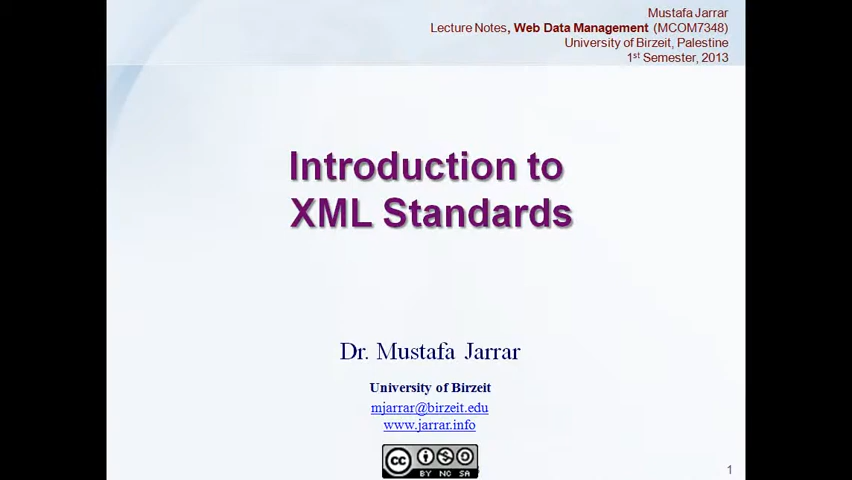 Mustafa Jarrar
Lecture Notes, Web Data Management (MCOM7348)
University of Birzeit, Palestine
1st Semester, 2013
Introduction to
XML Standards
Dr. Mustafa Jarrar
University of Birzeit
mjarrar@birzeit.edu
www.jarrar.info
cc
BY NC SA
1